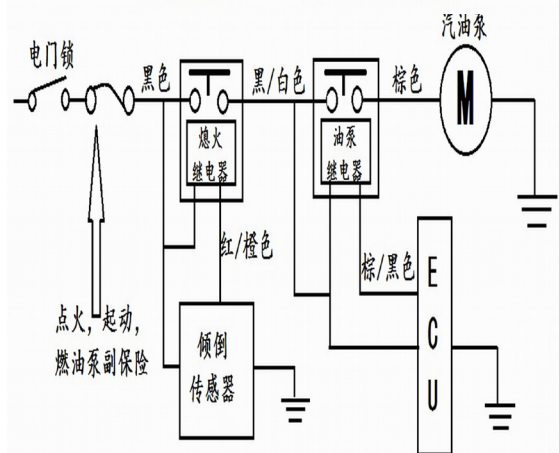 汽油泵
电门锁
黑色
黑/白色
棕色
M
熄火
继电器
油泵
继电器
红/橙色
棕/黑色
E
C
U
点火，起动，
燃油泵副保险
倾倒
传感器